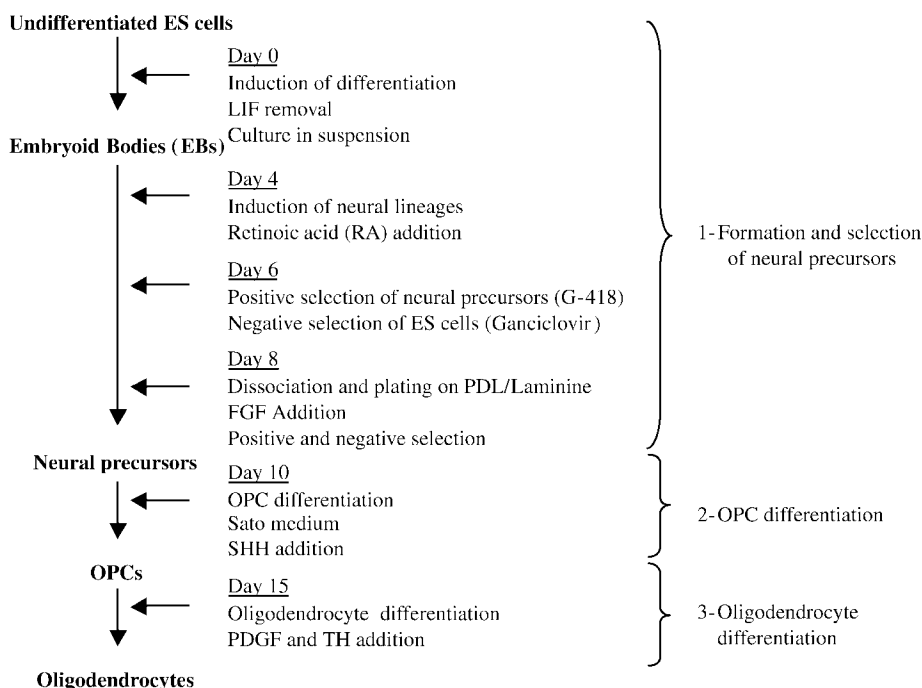 Undifferentiated ES cells
Day 0
Induction of differentiation
LIF removal
Culture in suspension
Embryoid Bodies (EBs)
Day 4
Induction of neural lineages
Retinoic acid (RA) addition
Day 6
Positive selection of neural precursors (G-418)
Negative selection of ES cells (Ganciclovir)
Day 8
Dissociation and plating on PDL/Laminine
FGF Addition
Positive and negative selection
1-Formation and selection
of neural precursors
Neural precursors
Day 10
OPC differentiation
Sato medium
SHH addition
2-OPC differentiation
OPCs
Day 15
Oligodendrocyte differentiation
PDGF and TH addition
3-Oligodendrocyte
differentiation
Oligodendrocytes